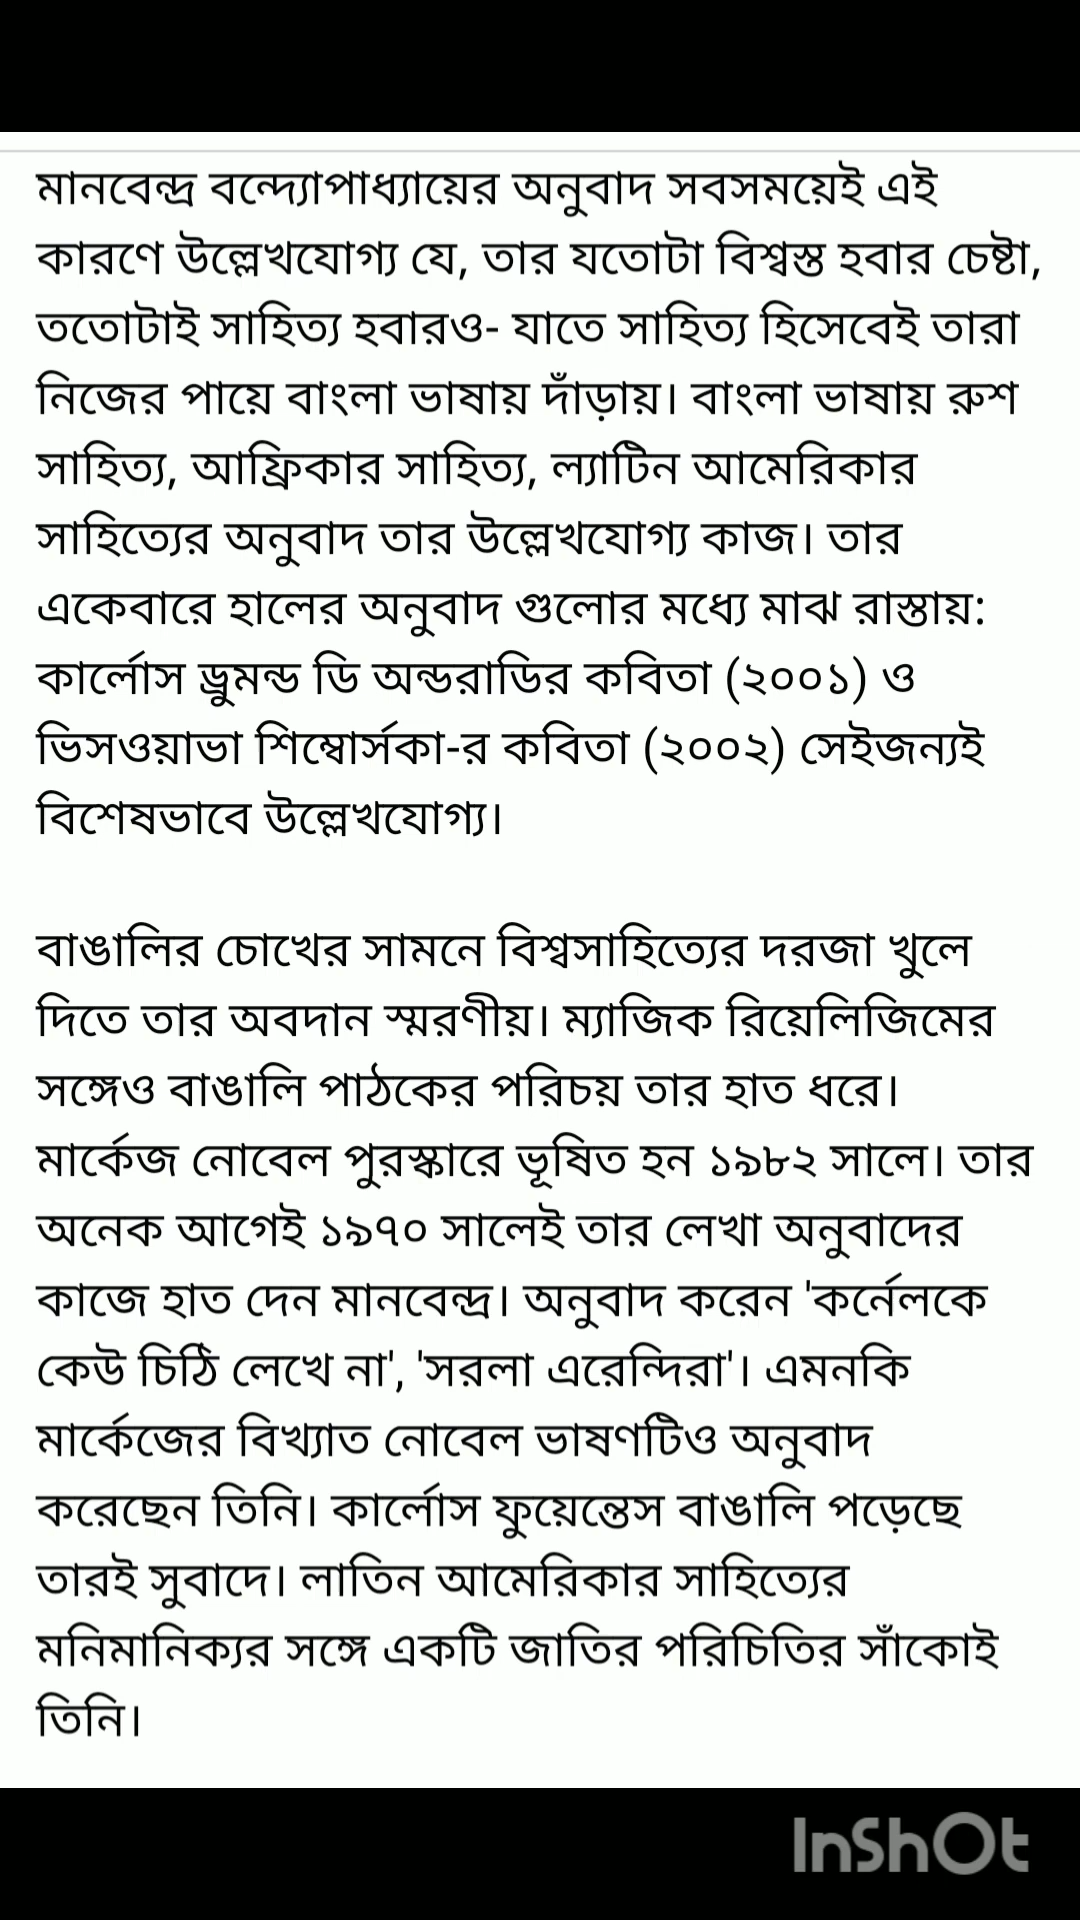 মানবেন্দ্র বন্দ্যোপাধ্যায়ের অনুবাদ সবসময়েই এই
কারণে উল্লেখযোগ্য যে, তার যতোটা বিশ্বস্ত হবার চেষ্টা,
ততোটাই সাহিত্য হবারও- যাতে সাহিত্য হিসেবেই তারা
নিজের পায়ে বাংলা ভাষায় দাঁড়ায়। বাংলা ভাষায় রুশ
সাহিত্য, আফ্রিকার সাহিত্য, ল্যাটিন আমেরিকার
সাহিত্যের অনুবাদ তার উল্লেখযোগ্য কাজ। তার
একেবারে হালের অনুবাদ গুলোর মধ্যে মাঝ রাস্তায়:
কার্লোস ড্রুমন্ড ডি অন্ডরাডির কবিতা (২০০১) ও
ভিসওয়াভা শিম্বোর্সকা-র কবিতা (২০০২) সেইজন্যই
বিশেষভাবে উল্লেখযোগ্য।
বাঙালির চোখের সামনে বিশ্বসাহিত্যের দরজা খুলে
দিতে তার অবদান স্মরণীয়। ম্যাজিক রিয়েলিজিমের
সঙ্গেও বাঙালি পাঠকের পরিচয় তার হাত ধরে।
মার্কেজ নোবেল পুরস্কারে ভূষিত হন ১৯৮২ সালে। তার
অনেক আগেই ১৯৭০ সালেই তার লেখা অনুবাদের
কাজে হাত দেন মানবেন্দ্র। অনুবাদ করেন 'কর্নেলকে
কেউ চিঠি লেখে না', 'সরলা এরেন্দিরা'। এমনকি
মার্কেজের বিখ্যাত নোবেল ভাষণটিও অনুবাদ
করেছেন তিনি। কার্লোস ফুয়েন্তেস বাঙালি পড়েছে
তারই সুবাদে। লাতিন আমেরিকার সাহিত্যের
মনিমানিক্যর সঙ্গে একটি জাতির পরিচিতির সাঁকোই
তিনি।
InShOt